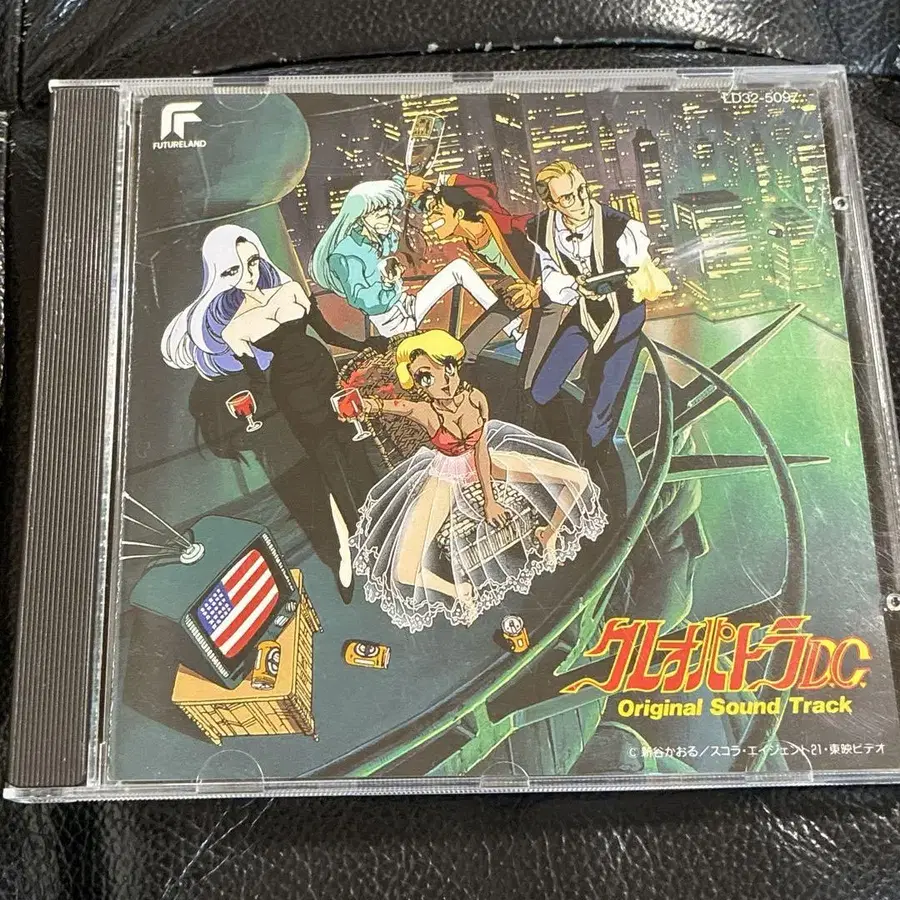 FUTURELAND
LD32-5097
クレオパトラD.C.
Original Sound Track
C 新谷かおる／スコラ・エイジェント21・東映ビデオ